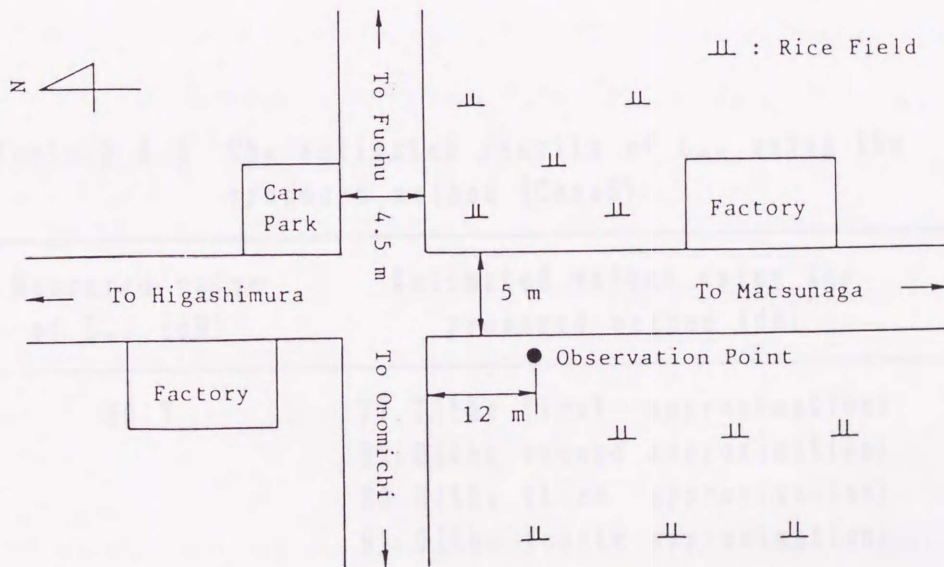 ⊥⊥ : Rice Field
N
To Fuchu
4.5 m
Car
Park
Factory
To Higashimura
5 m
To Matsunaga
Observation Point
Factory
12 m
To Onomichi